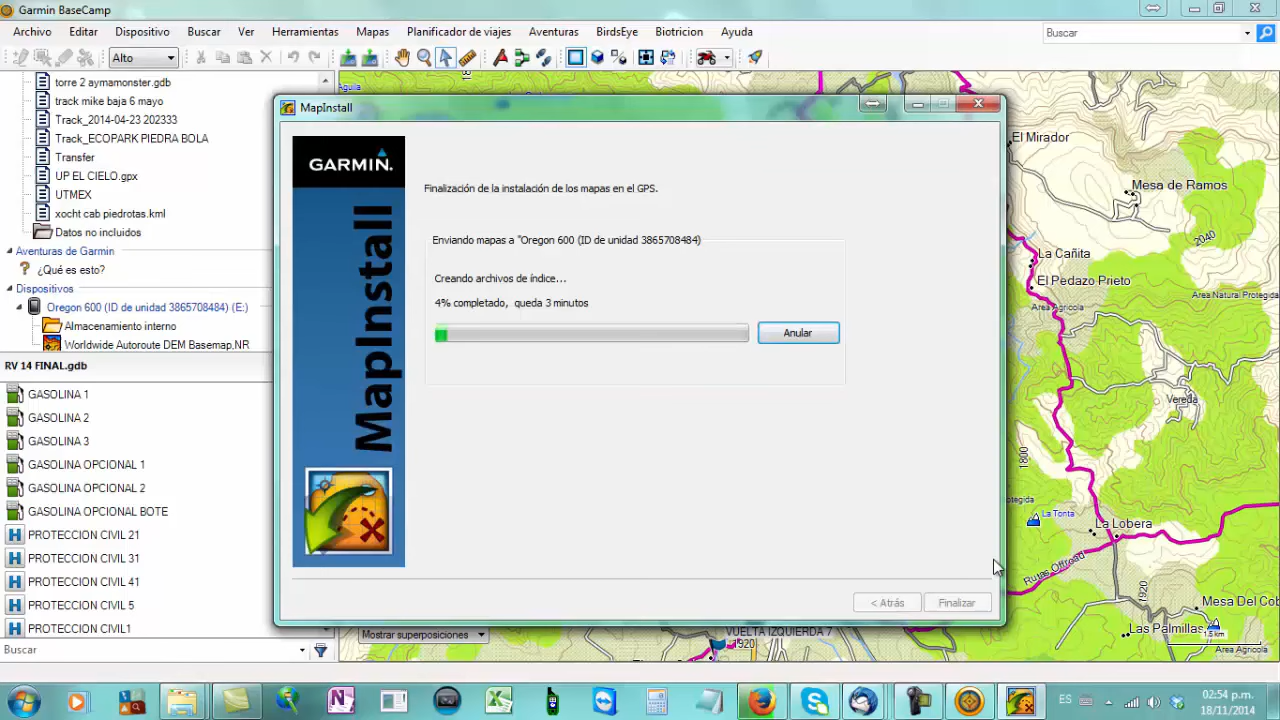 Garmin BaseCamp
Archivo Editar Dispositivo Buscar Ver Herramientas Mapas Planificador de viajes Aventuras BirdsEye Biotricion Ayuda
Buscar
Alto
torre 2 aymamonster.gdb
track mike baja 6 mayo
Track_2014-04-23 202333
Track_ECOPARK PIEDRA BOLA
Transfer
UP EL CIELO.gpx
UTMEX
xocht cab piedrotas.kml
Datos no incluidos
Aventuras de Garmin
¿Qué es esto?
Dispositivos
Oregon 600 (ID de unidad 3865708484) (E:)
Almacenamiento interno
Worldwide Autoroute DEM Basemap,NR
RV 14 FINAL.gdb
GASOLINA 1
GASOLINA 2
GASOLINA 3
GASOLINA OPCIONAL 1
GASOLINA OPCIONAL 2
GASOLINA OPCIONAL BOTE
PROTECCION CIVIL 21
PROTECCION CIVIL 31
PROTECCION CIVIL 41
PROTECCION CIVIL 5
PROTECCION CIVIL1
Buscar
Aguila
MapInstall
GARMIN.
MapInstall
Finalización de la instalación de los mapas en el GPS.
Enviando mapas a "Oregon 600 (ID de unidad 3865708484)
Creando archivos de índice...
4% completado, queda 3 minutos
Anular
< Atrás
Finalizar
El Mirador
Mesa de Ramos
2040
La Cañita
El Pedazo Prieto
Area Natural Protegida
Area Agricola
Vereda
1800
La Tonta
La Lobera
Rutas Offroad
1920
Mesa Del Cob
Las Palmillas
1.5 km
Area Agricola
Mostrar superposiciones
VUELTA IZQUIERDA 7
1920
ES
02:54 p.m.
18/11/2014